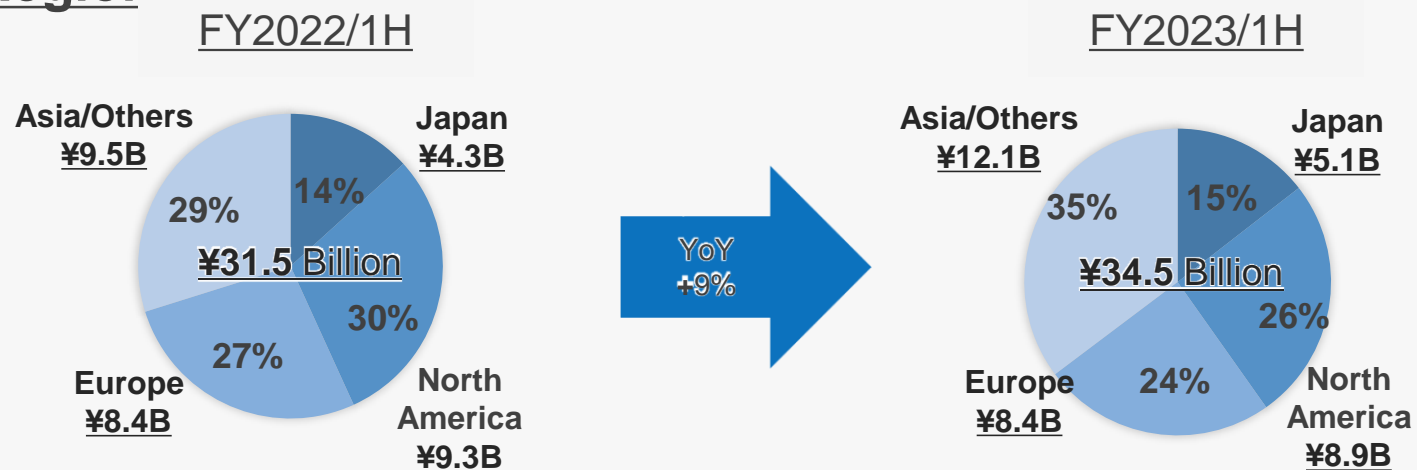 FY2022/1H
Asia/Others
¥9.5B
Japan
¥4.3B
14%
29%
¥31.5 Billion
30%
27%
Europe
¥8.4B
North
America
¥9.3B
YoY
+9%
FY2023/1H
Asia/Others
¥12.1B
Japan
¥5.1B
15%
35%
¥34.5 Billion
26%
24%
Europe
¥8.4B
North
America
¥8.9B